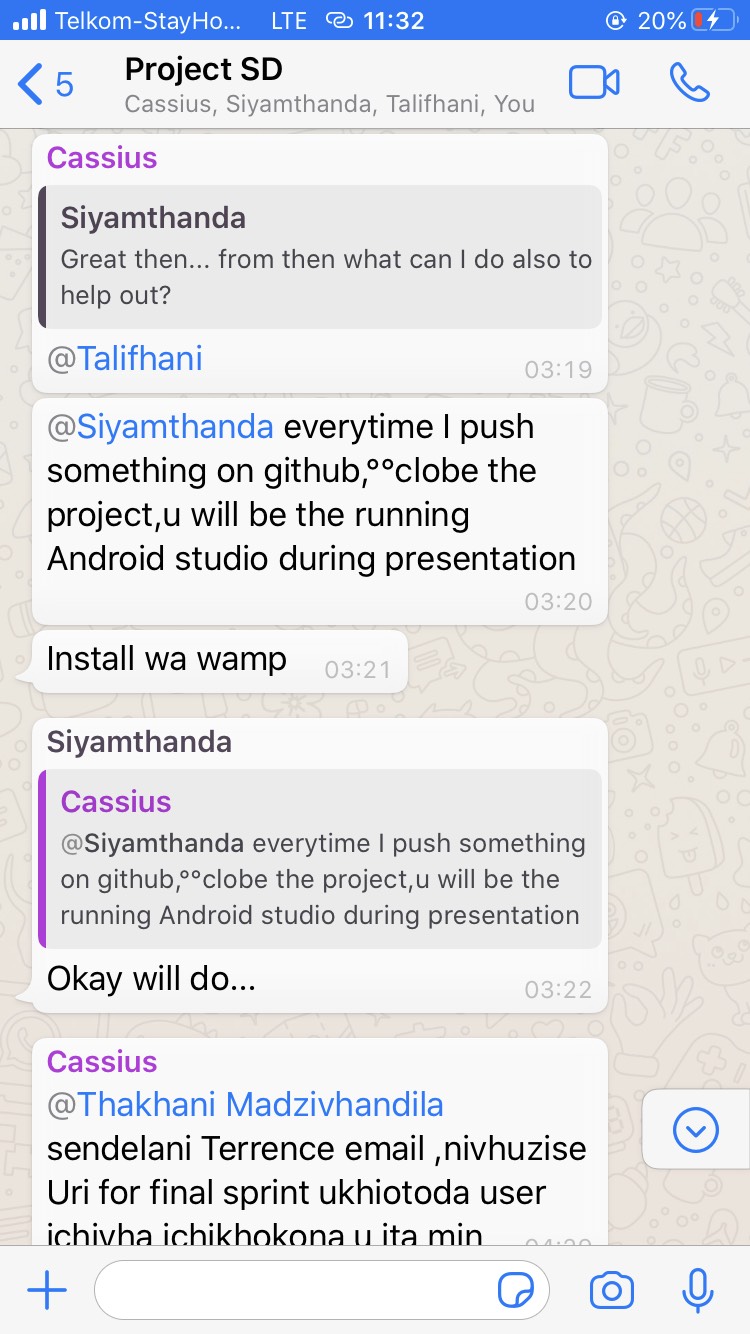 Telkom-StayHo... LTE 11:32 20%
5 Project SD
Cassius, Siyamthanda, Talifhani, You
Cassius
Siyamthanda
Great then... from then what can I do also to
help out?
@Talifhani 03:19
@Siyamthanda everytime I push
something on github,°°clobe the
project,u will be the running
Android studio during presentation
03:20
Install wa wamp 03:21
Siyamthanda
Cassius
@Siyamthanda everytime I push something
on github,°°clobe the project,u will be the
running Android studio during presentation
Okay will do... 03:22
Cassius
@Thakhani Madzivhandila
sendelani Terrence email ,nivhuzise
Uri for final sprint ukhiotoda user
ichivha ichikhokona u ita min